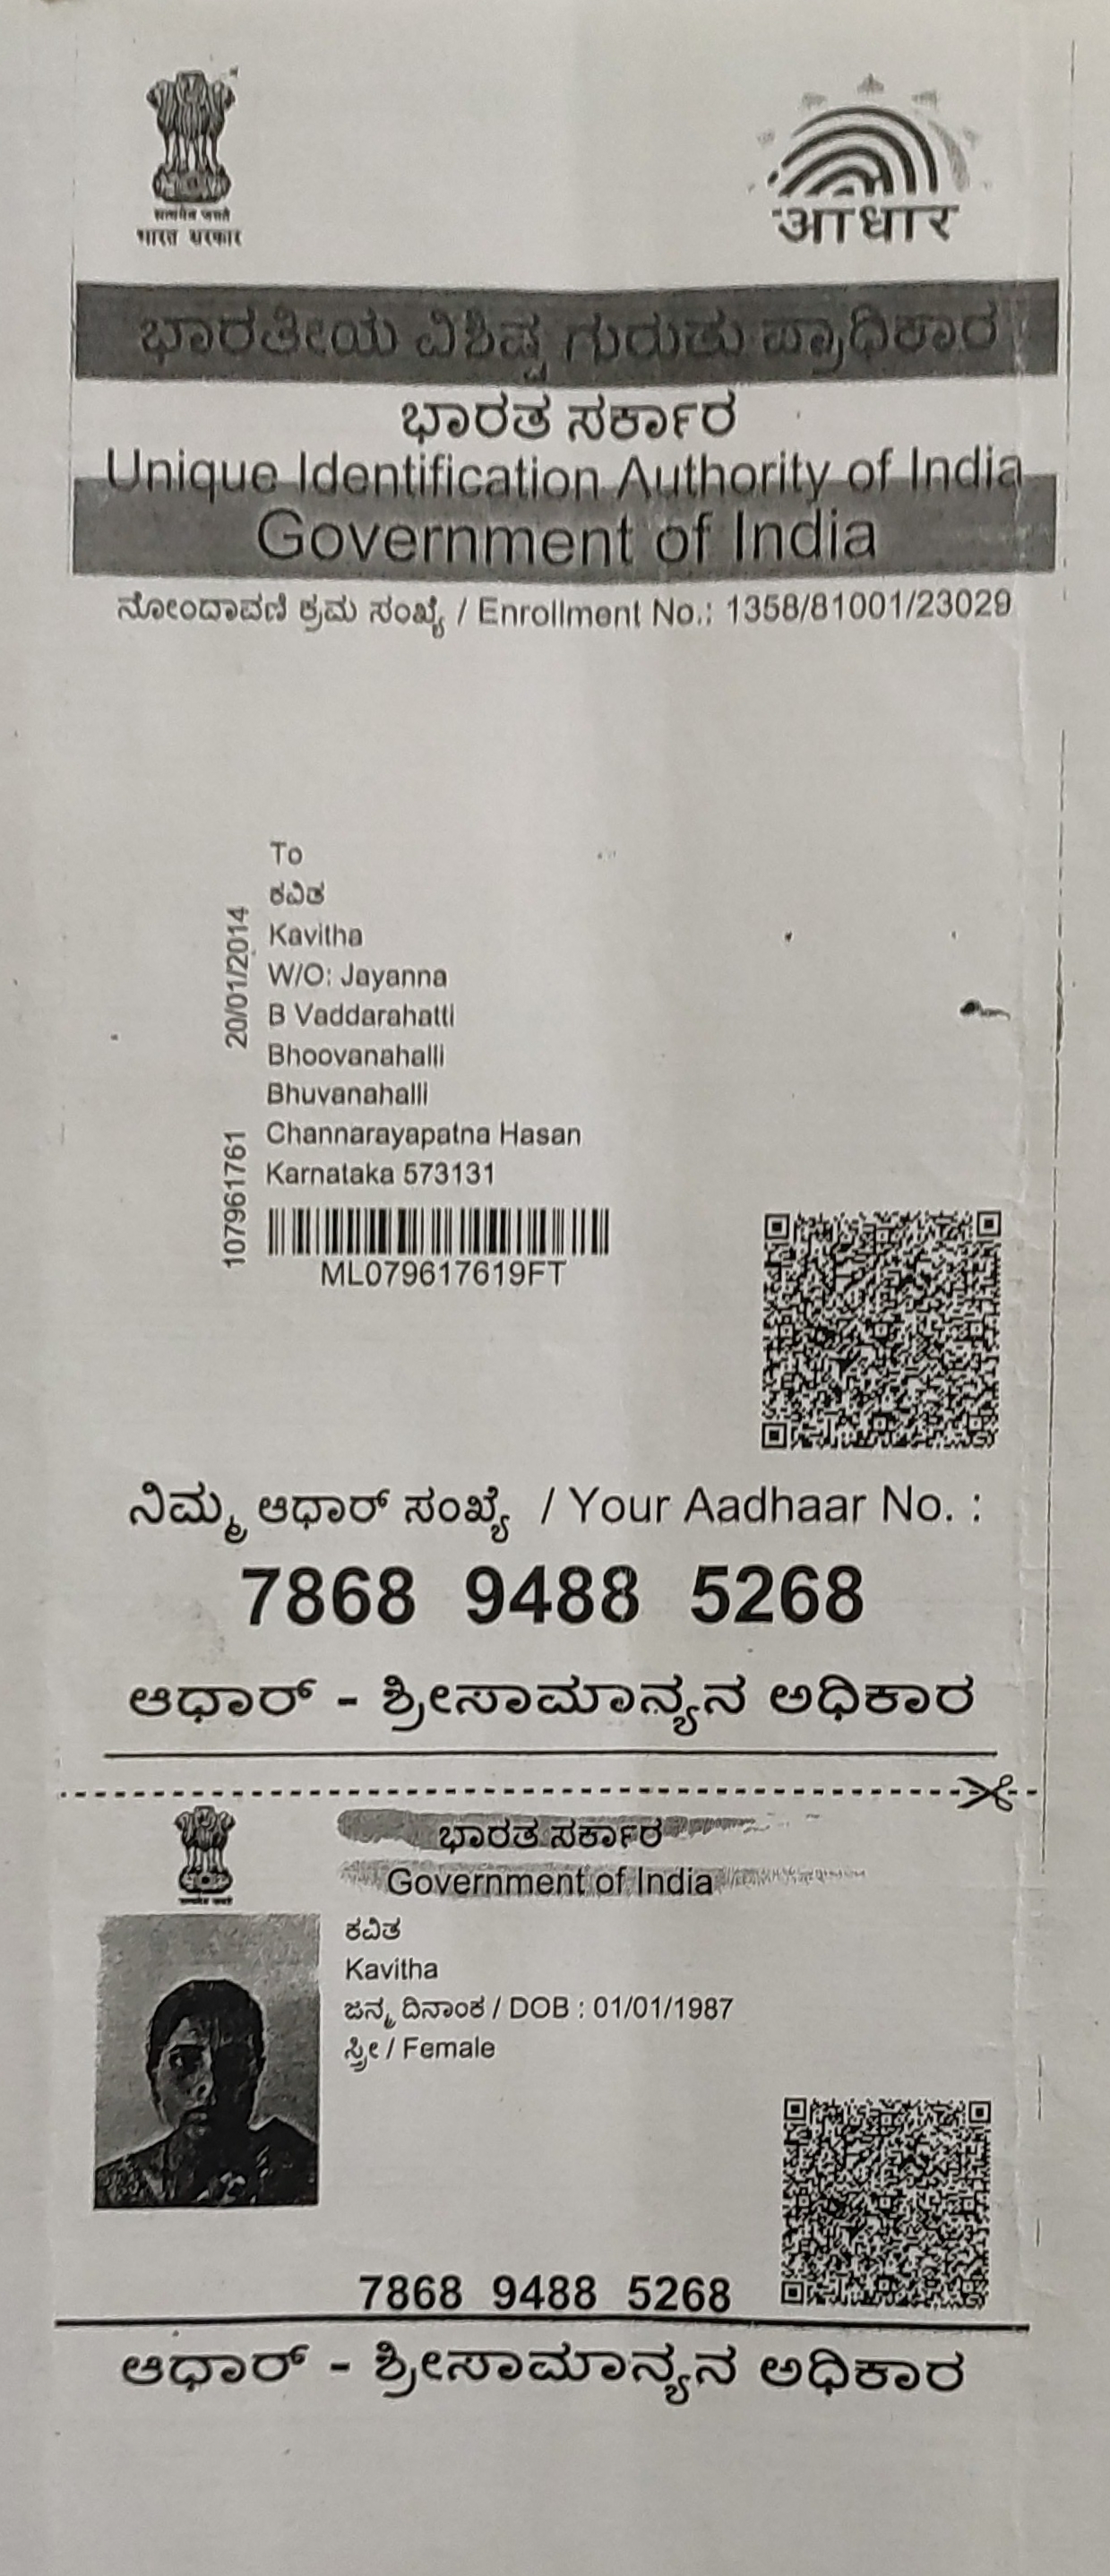 सत्यमेव जयते
भारत सरकार
आधार
ಭಾರತೀಯ ವಿಶಿಷ್ಟ ಗುರುತು ಪ್ರಾಧಿಕಾರ
ಭಾರತ ಸರ್ಕಾರ
Unique Identification Authority of India
Government of India
ನೋಂದಾವಣೆ ಕ್ರಮ ಸಂಖ್ಯೆ / Enrollment No.: 1358/81001/23029
20/01/2014
107961761
To
ಕವಿತ
Kavitha
W/O: Jayanna
B Vaddarahatti
Bhoovanahalli
Bhuvanahalli
Channarayapatna Hasan
Karnataka 573131
ML079617619FT
ನಿಮ್ಮ ಆಧಾರ್ ಸಂಖ್ಯೆ / Your Aadhaar No. :
7868 9488 5268
ಆಧಾರ್ - ಶ್ರೀಸಾಮಾನ್ಯನ ಅಧಿಕಾರ
ಭಾರತ ಸರ್ಕಾರ
Government of India
ಕವಿತ
Kavitha
ಜನ್ಮ ದಿನಾಂಕ / DOB : 01/01/1987
ಸ್ತ್ರೀ / Female
7868 9488 5268
ಆಧಾರ್ - ಶ್ರೀಸಾಮಾನ್ಯನ ಅಧಿಕಾರ